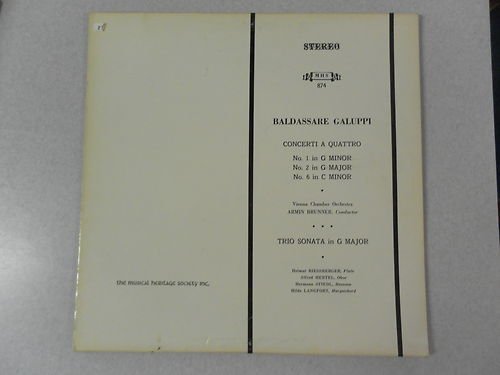 STEREO
MHS
874
BALDASSARE GALUPPI
CONCERTI A QUATTRO
No. 1 in G MINOR
No. 2 in G MAJOR
No. 6 in C MINOR
Vienna Chamber Orchestra
ARMIN BRUNNER, Conductor
TRIO SONATA in G MAJOR
Helmut RIESSBERGER, Flute
Alfred HERTEL, Oboe
Hermann STIEDL, Bassoon
Hilde LANGFORT, Harpsichord
the musical heritage society inc.